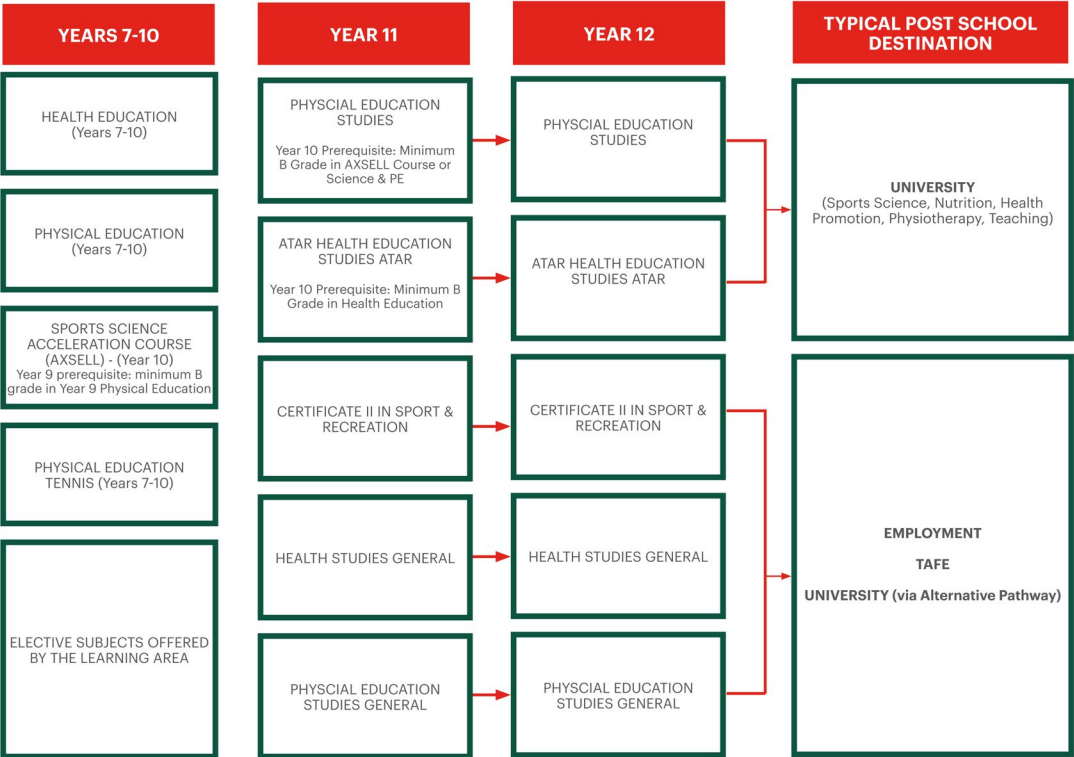 YEARS 7-10
HEALTH EDUCATION
(Years 7-10)
PHYSICAL EDUCATION
(Years 7-10)
SPORTS SCIENCE
ACCELERATION COURSE
(AXSELL) - (Year 10)
Year 9 prerequisite: minimum B
grade in Year 9 Physical Education
PHYSICAL EDUCATION
TENNIS (Years 7-10)
ELECTIVE SUBJECTS OFFERED
BY THE LEARNING AREA
YEAR 11
PHYSCIAL EDUCATION
STUDIES
Year 10 Prerequisite: Minimum
B Grade in AXSELL Course or
Science & PE
ATAR HEALTH EDUCATION
STUDIES ATAR
Year 10 Prerequisite: Minimum B
Grade in Health Education
CERTIFICATE II IN SPORT &
RECREATION
HEALTH STUDIES GENERAL
PHYSCIAL EDUCATION
STUDIES GENERAL
YEAR 12
PHYSCIAL EDUCATION
STUDIES
ATAR HEALTH EDUCATION
STUDIES ATAR
CERTIFICATE II IN SPORT &
RECREATION
HEALTH STUDIES GENERAL
PHYSCIAL EDUCATION
STUDIES GENERAL
TYPICAL POST SCHOOL
DESTINATION
UNIVERSITY
(Sports Science, Nutrition, Health
Promotion, Physiotherapy, Teaching)
EMPLOYMENT
TAFE
UNIVERSITY (via Alternative Pathway)